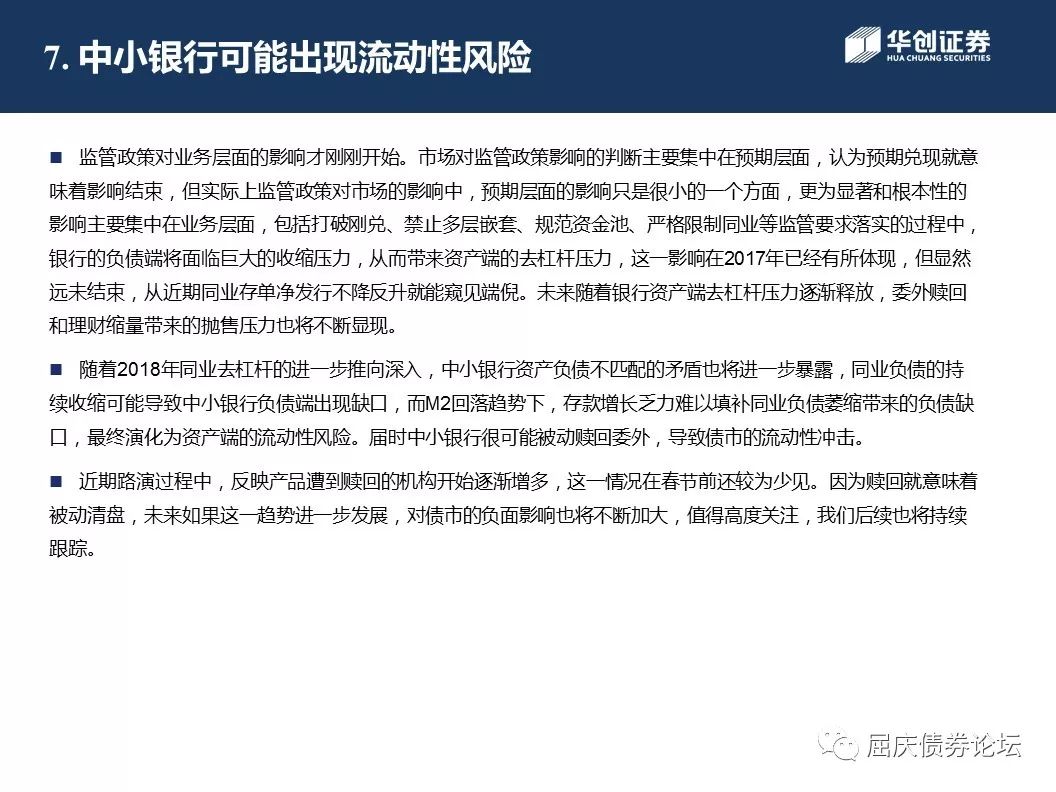 7. 中小银行可能出现流动性风险
华创证券
HUA CHUANG SECURITIES
■ 监管政策对业务层面的影响才刚刚开始。市场对监管政策影响的判断主要集中在预期层面，认为预期兑现就意
味着影响结束，但实际上监管政策对市场的影响中，预期层面的影响只是很小的一个方面，更为显著和根本性的
影响主要集中在业务层面，包括打破刚兑、禁止多层嵌套、规范资金池、严格限制同业等监管要求落实的过程中，
银行的负债端将面临巨大的收缩压力，从而带来资产端的去杠杆压力，这一影响在2017年已经有所体现，但显然
远未结束，从近期同业存单净发行不降反升就能窥见端倪。未来随着银行资产端去杠杆压力逐渐释放，委外赎回
和理财缩量带来的抛售压力也将不断显现。
■ 随着2018年同业去杠杆的进一步推向深入，中小银行资产负债不匹配的矛盾也将进一步暴露，同业负债的持
续收缩可能导致中小银行负债端出现缺口，而M2回落趋势下，存款增长乏力难以填补同业负债萎缩带来的负债缺
口，最终演化为资产端的流动性风险。届时中小银行很可能被动赎回委外，导致债市的流动性冲击。
■ 近期路演过程中，反映产品遭到赎回的机构开始逐渐增多，这一情况在春节前还较为少见。因为赎回就意味着
被动清盘，未来如果这一趋势进一步发展，对债市的负面影响也将不断加大，值得高度关注，我们后续也将持续
跟踪。
屈庆债券论坛